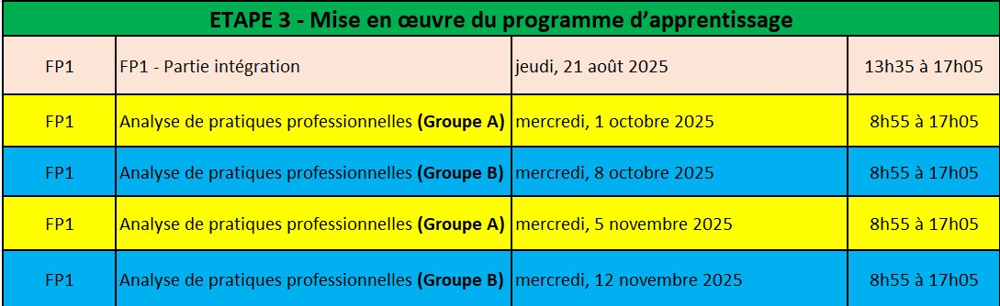 ETAPE 3 - Mise en œuvre du programme d’apprentissage
FP1 FP1 - Partie intégration jeudi, 21 août 2025 13h35 à 17h05
FP1 Analyse de pratiques professionnelles (Groupe A) mercredi, 1 octobre 2025 8h55 à 17h05
FP1 Analyse de pratiques professionnelles (Groupe B) mercredi, 8 octobre 2025 8h55 à 17h05
FP1 Analyse de pratiques professionnelles (Groupe A) mercredi, 5 novembre 2025 8h55 à 17h05
FP1 Analyse de pratiques professionnelles (Groupe B) mercredi, 12 novembre 2025 8h55 à 17h05